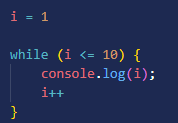 i = 1

while (i <= 10) {
    console.log(i);
    i++
}